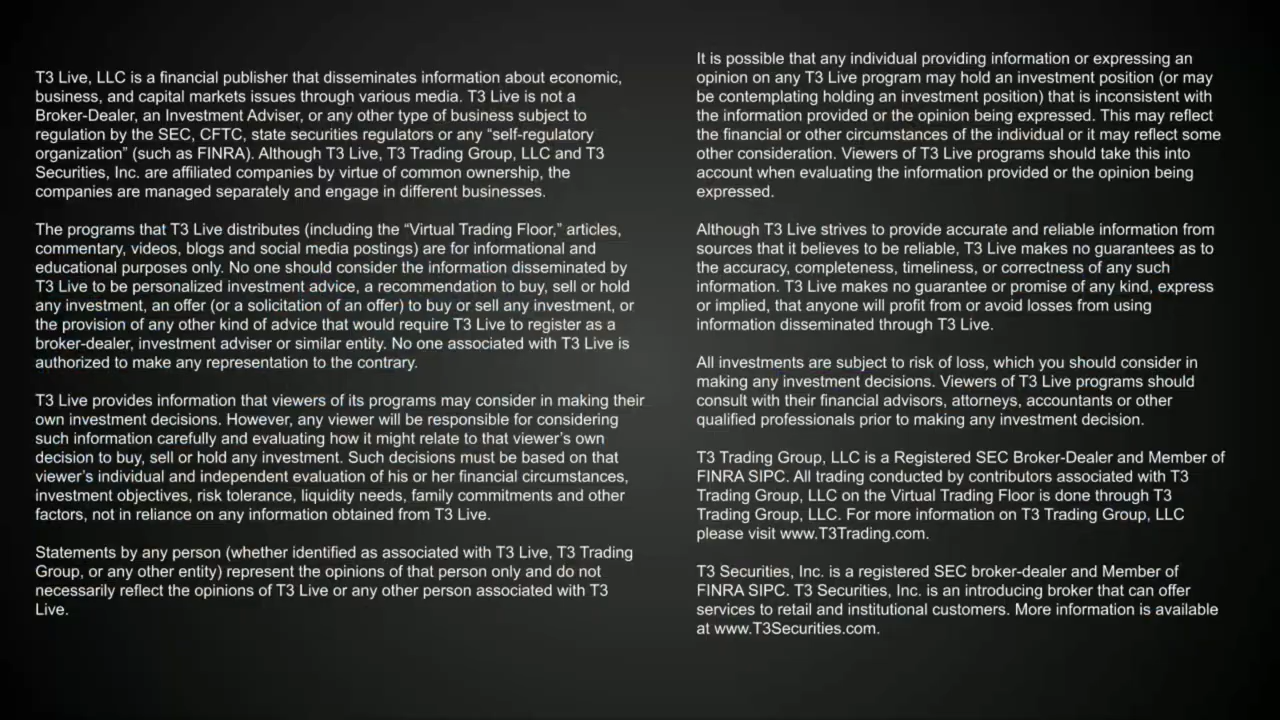 T3 Live, LLC is a financial publisher that disseminates information about economic,
business, and capital markets issues through various media. T3 Live is not a
Broker-Dealer, an Investment Adviser, or any other type of business subject to
regulation by the SEC, CFTC, state securities regulators or any “self-regulatory
organization” (such as FINRA). Although T3 Live, T3 Trading Group, LLC and T3
Securities, Inc. are affiliated companies by virtue of common ownership, the
companies are managed separately and engage in different businesses.
The programs that T3 Live distributes (including the “Virtual Trading Floor,” articles,
commentary, videos, blogs and social media postings) are for informational and
educational purposes only. No one should consider the information disseminated by
T3 Live to be personalized investment advice, a recommendation to buy, sell or hold
any investment, an offer (or a solicitation of an offer) to buy or sell any investment, or
the provision of any other kind of advice that would require T3 Live to register as a
broker-dealer, investment adviser or similar entity. No one associated with T3 Live is
authorized to make any representation to the contrary.
T3 Live provides information that viewers of its programs may consider in making their
own investment decisions. However, any viewer will be responsible for considering
such information carefully and evaluating how it might relate to that viewer’s own
decision to buy, sell or hold any investment. Such decisions must be based on that
viewer’s individual and independent evaluation of his or her financial circumstances,
investment objectives, risk tolerance, liquidity needs, family commitments and other
factors, not in reliance on any information obtained from T3 Live.
Statements by any person (whether identified as associated with T3 Live, T3 Trading
Group, or any other entity) represent the opinions of that person only and do not
necessarily reflect the opinions of T3 Live or any other person associated with T3
Live.
It is possible that any individual providing information or expressing an
opinion on any T3 Live program may hold an investment position (or may
be contemplating holding an investment position) that is inconsistent with
the information provided or the opinion being expressed. This may reflect
the financial or other circumstances of the individual or it may reflect some
other consideration. Viewers of T3 Live programs should take this into
account when evaluating the information provided or the opinion being
expressed.
Although T3 Live strives to provide accurate and reliable information from
sources that it believes to be reliable, T3 Live makes no guarantees as to
the accuracy, completeness, timeliness, or correctness of any such
information. T3 Live makes no guarantee or promise of any kind, express
or implied, that anyone will profit from or avoid losses from using
information disseminated through T3 Live.
All investments are subject to risk of loss, which you should consider in
making any investment decisions. Viewers of T3 Live programs should
consult with their financial advisors, attorneys, accountants or other
qualified professionals prior to making any investment decision.
T3 Trading Group, LLC is a Registered SEC Broker-Dealer and Member of
FINRA SIPC. All trading conducted by contributors associated with T3
Trading Group, LLC on the Virtual Trading Floor is done through T3
Trading Group, LLC. For more information on T3 Trading Group, LLC
please visit www.T3Trading.com.
T3 Securities, Inc. is a registered SEC broker-dealer and Member of
FINRA SIPC. T3 Securities, Inc. is an introducing broker that can offer
services to retail and institutional customers. More information is available
at www.T3Securities.com.